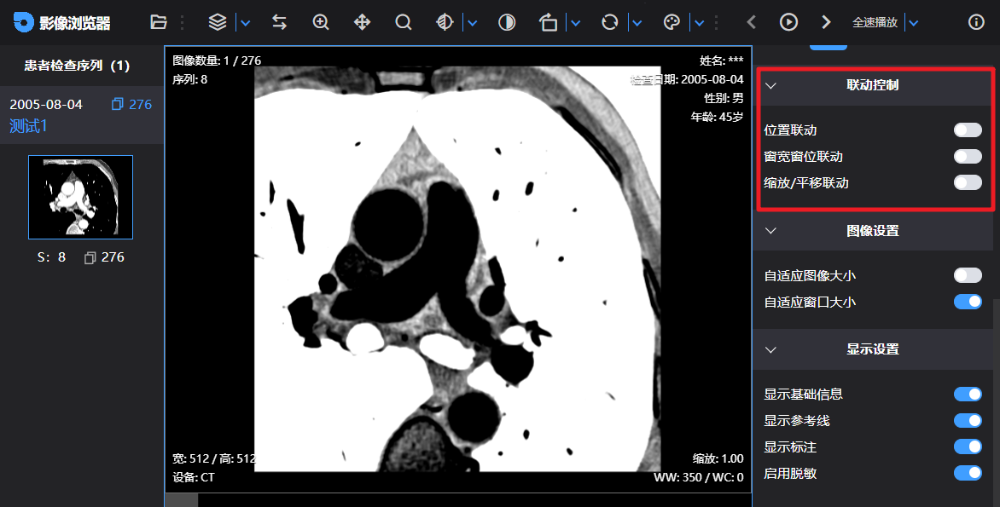 影像浏览器
全速播放
患者检查序列 (1)
2005-08-04
276
测试1
S: 8
276
图像数量: 1 / 276
序列: 8
姓名: ***
检查日期: 2005-08-04
性别: 男
年龄: 45岁
宽: 512 / 高: 512
设备: CT
缩放: 1.00
WW: 350 / WC: 0
联动控制
位置联动
窗宽窗位联动
缩放/平移联动
图像设置
自适应图像大小
自适应窗口大小
显示设置
显示基础信息
显示参考线
显示标注
启用脱敏